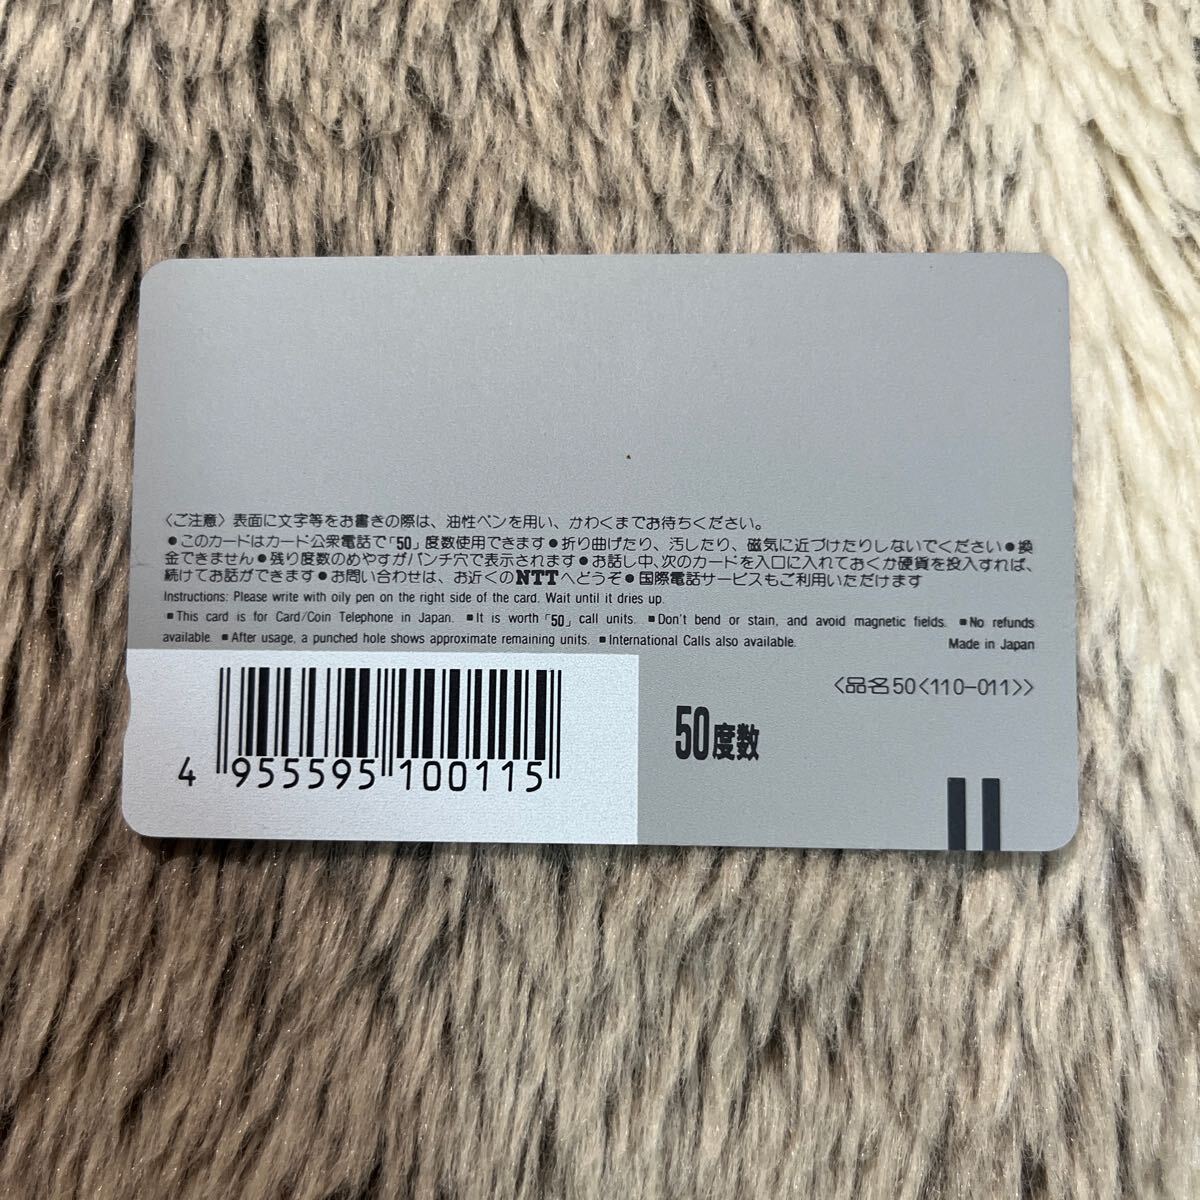 〈ご注意〉表面に文字等をお書きの際は、油性ペンを用い、かわくまでお待ちください。
●このカードはカード公衆電話で「50」度数使用できます●折り曲げたり、汚したり、磁気に近づけたりしないでください●換
金できません●残り度数のめやすがパンチ穴で表示されます●お話し中、次のカードを入口に入れておくか硬貨を投入すれば、
続けてお話ができます●お問い合わせは、お近くのNTTへどうぞ●国際電話サービスもご利用いただけます
Instructions: Please write with oily pen on the right side of the card. Wait until it dries up.
■This card is for Card/Coin Telephone in Japan. ■It is worth「50」call units. ■Don't bend or stain, and avoid magnetic fields. ■No refunds
available. ■After usage, a punched hole shows approximate remaining units. ■International Calls also available. Made in Japan
〈品名50〈110-011〉〉
50度数
4 955595 100115